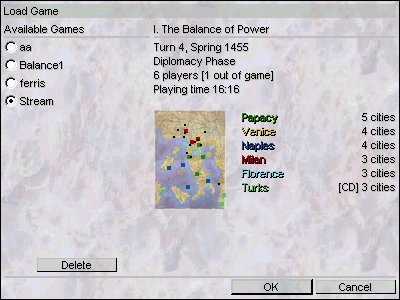 Load Game
Available Games
aa
Balance1
ferris
Stream
I. The Balance of Power
Turn 4, Spring 1455
Diplomacy Phase
6 players [1 out of game]
Playing time 16:16
Papacy 5 cities
Venice 4 cities
Naples 4 cities
Milan 3 cities
Florence 3 cities
Turks [CD] 3 cities
Delete
OK Cancel